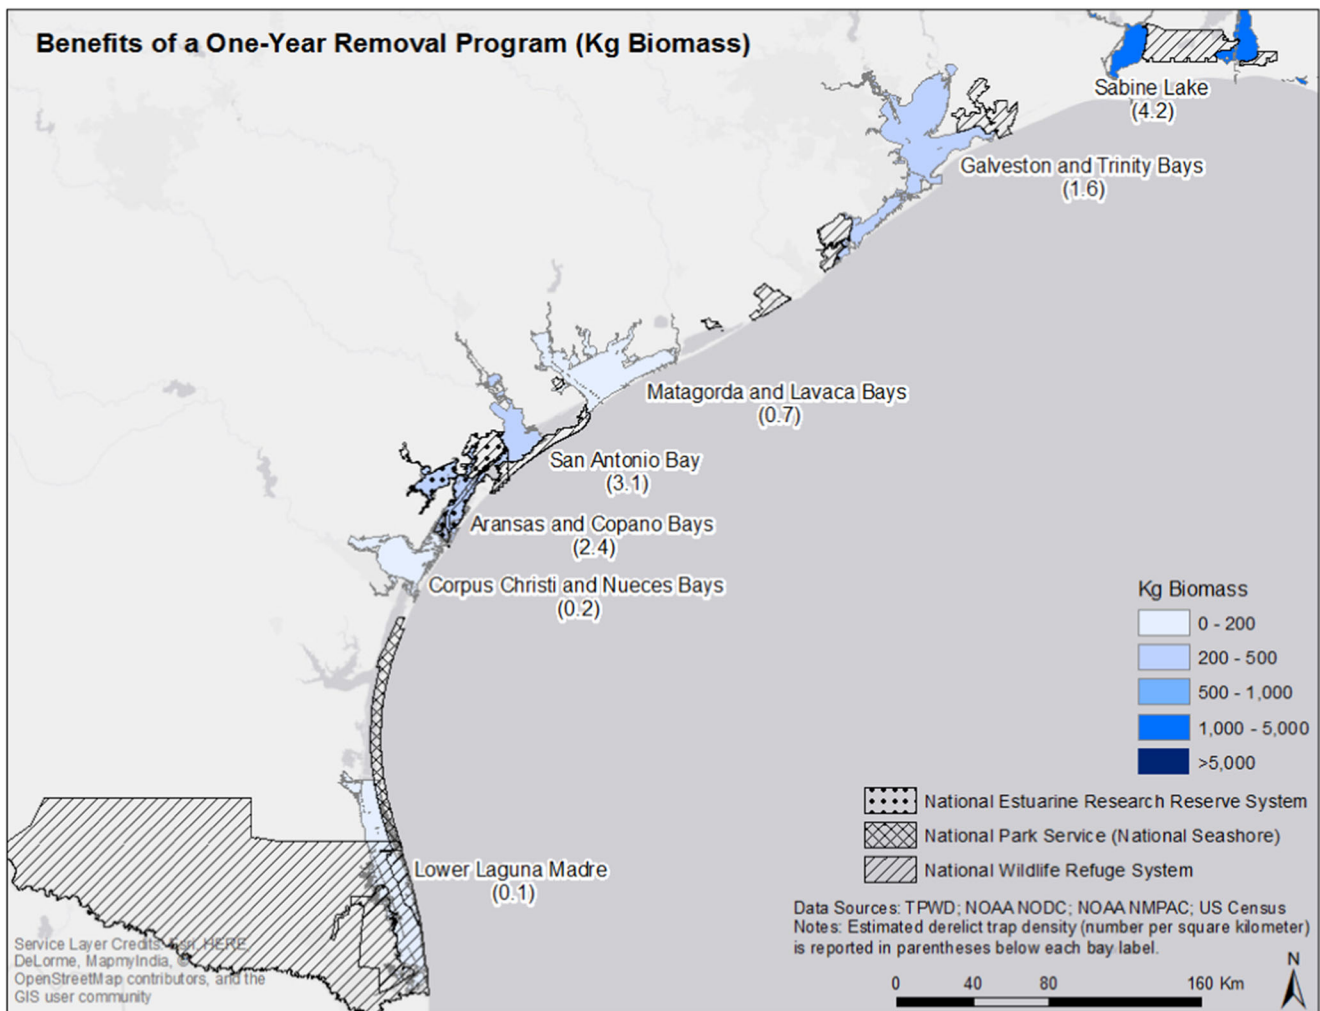 Benefits of a One-Year Removal Program (Kg Biomass)
Sabine Lake
(4.2)
Galveston and Trinity Bays
(1.6)
Matagorda and Lavaca Bays
(0.7)
San Antonio Bay
(3.1)
Aransas and Copano Bays
(2.4)
Corpus Christi and Nueces Bays
(0.2)
Lower Laguna Madre
(0.1)
Kg Biomass
0 - 200
200 - 500
500 - 1,000
1,000 - 5,000
>5,000
National Estuarine Research Reserve System
National Park Service (National Seashore)
National Wildlife Refuge System
Data Sources: TPWD; NOAA NODC; NOAA NMPAC; US Census
Notes: Estimated derelict trap density (number per square kilometer)
is reported in parentheses below each bay label.
N
0 40 80 160 Km
Service Layer Credits: Esri, HERE,
DeLorme, MapmyIndia, ©
OpenStreetMap contributors, and the
GIS user community